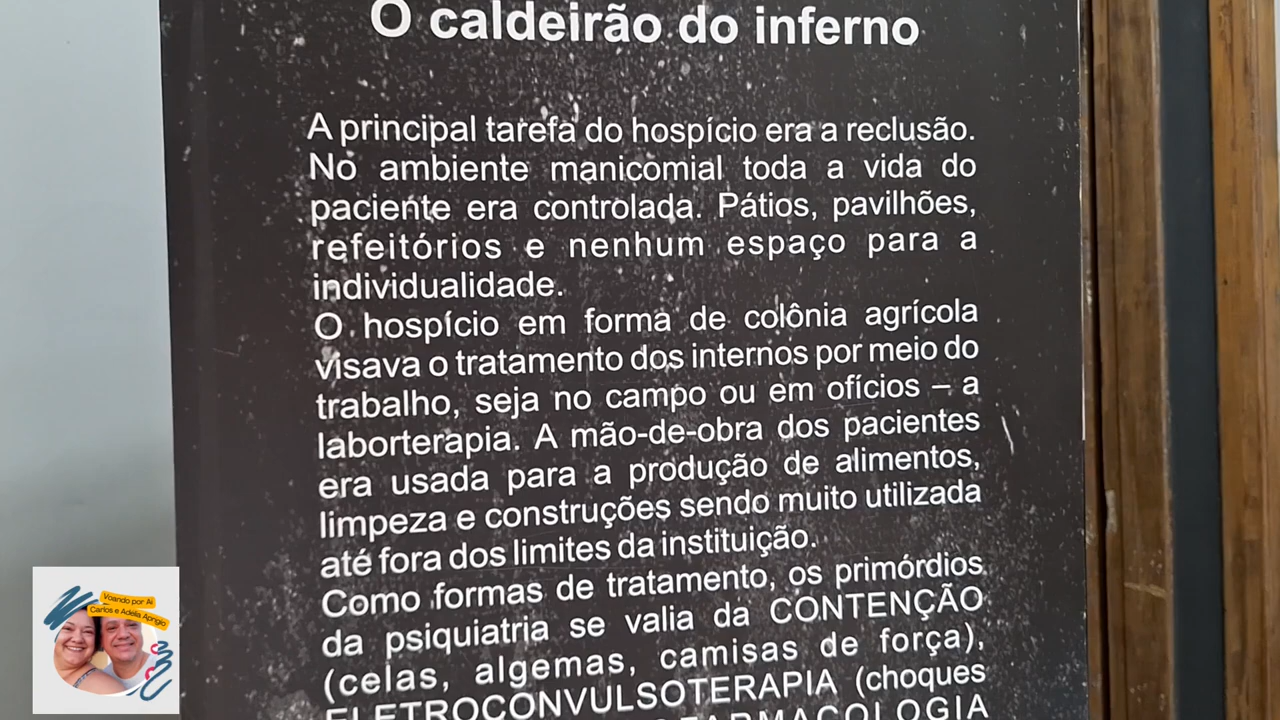 O caldeirão do inferno
A principal tarefa do hospício era a reclusão.
No ambiente manicomial toda a vida do
paciente era controlada. Pátios, pavilhões,
refeitórios e nenhum espaço para a
individualidade.
O hospício em forma de colônia agrícola
visava o tratamento dos internos por meio do
trabalho, seja no campo ou em ofícios – a
laborterapia. A mão-de-obra dos pacientes
era usada para a produção de alimentos,
limpeza e construções sendo muito utilizada
até fora dos limites da instituição.
Como formas de tratamento, os primórdios
da psiquiatria se valia da CONTENÇÃO
(celas, algemas, camisas de força),
ELETROCONVULSOTERAPIA (choques
Voando por Ai
Carlos e Adelia Aprigio